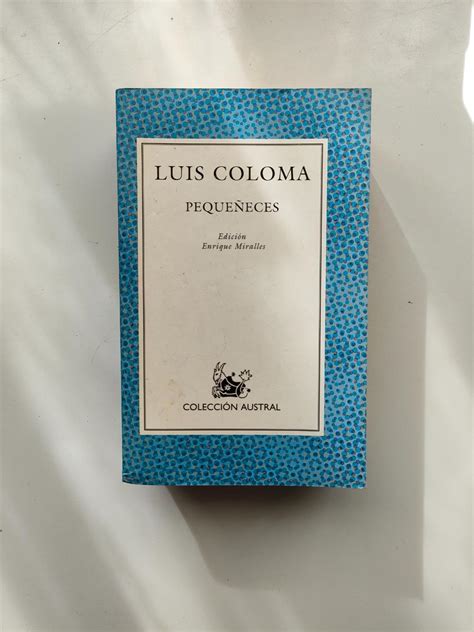 LUIS COLOMA
PEQUEÑECES
Edición
Enrique Miralles
COLECCIÓN AUSTRAL